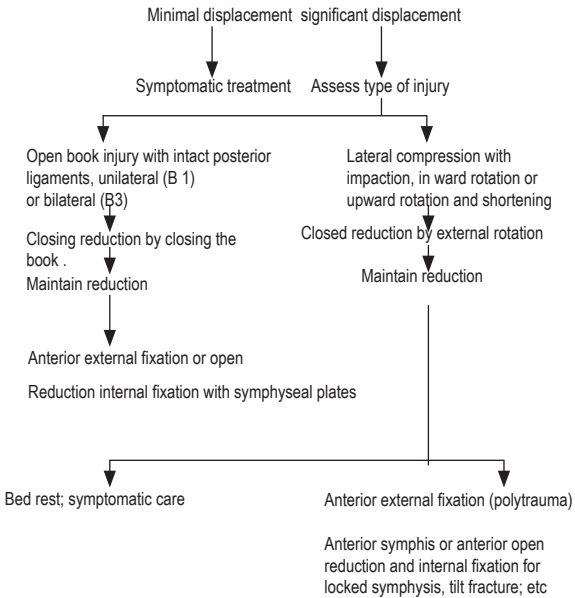 Minimal displacement significant displacement
Symptomatic treatment Assess type of injury
Open book injury with intact posterior
ligaments, unilateral (B 1)
or bilateral (B3)
Lateral compression with
impaction, in ward rotation or
upward rotation and shortening
Closing reduction by closing the
book .
Closed reduction by external rotation
Maintain reduction
Maintain reduction
Anterior external fixation or open
Reduction internal fixation with symphyseal plates
Bed rest; symptomatic care
Anterior external fixation (polytrauma)
Anterior symphis or anterior open
reduction and internal fixation for
locked symphysis, tilt fracture; etc